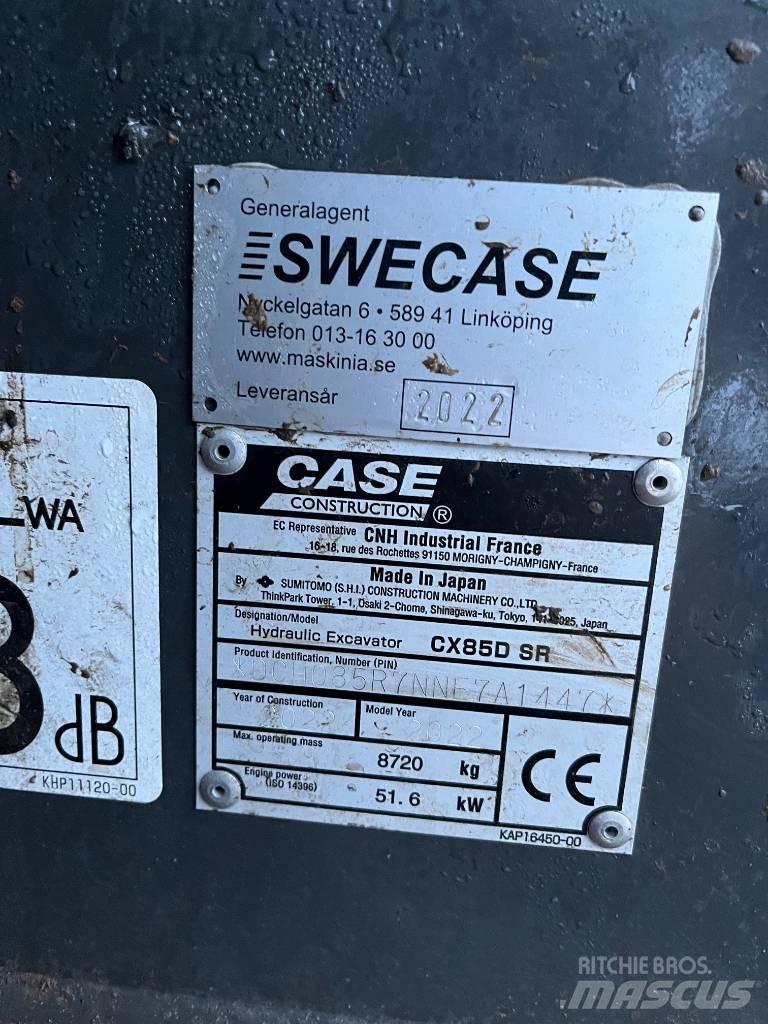 Generalagent
SWECASE
Nyckelgatan 6 • 589 41 Linköping
Telefon 013-16 30 00
www.maskinia.se
Leveransår 2022
WA
dB
KHP11120-00
CASE
CONSTRUCTION ®
EC Representative CNH Industrial France
16-18, rue des Rochettes 91150 MORIGNY-CHAMPIGNY-France
Made In Japan
By SUMITOMO (S.H.I.) CONSTRUCTION MACHINERY CO.,LTD.
ThinkPark Tower, 1-1, Osaki 2-Chome, Shinagawa-ku, Tokyo, Japan
Designation/Model
Hydraulic Excavator CX85D SR
Product Identification, Number (PIN)
Year of Construction
Model Year
2022
Max. operating mass
8720 kg
Engine power
(ISO 14396)
51.6 kW
CE
KAP16450-00
RITCHIE BROS.
MASCUS